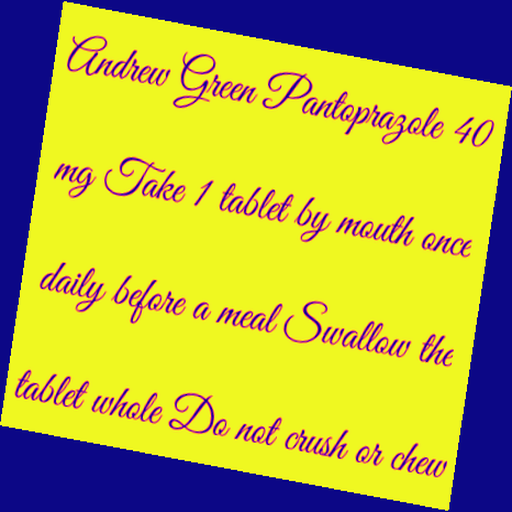 Andrew Green Pantoprazole 40
mg Take 1 tablet by mouth once
daily before a meal Swallow the
tablet whole Do not crush or chew